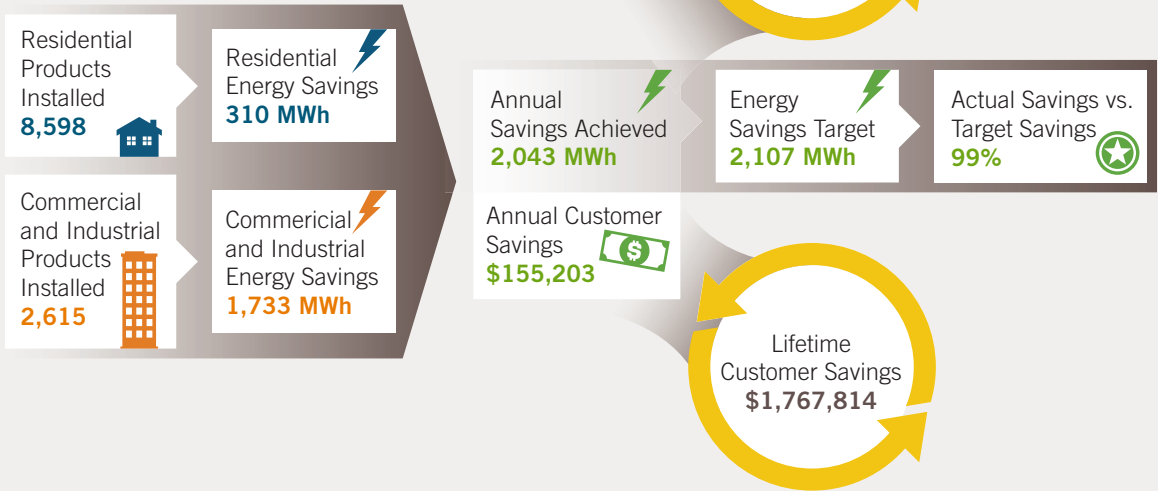 Residential
Products
Installed
8,598
Residential
Energy Savings
310 MWh
Commercial
and Industrial
Products
Installed
2,615
Commericial
and Industrial
Energy Savings
1,733 MWh
Annual
Savings Achieved
2,043 MWh
Annual Customer
Savings
$155,203
Energy
Savings Target
2,107 MWh
Actual Savings vs.
Target Savings
99%
Lifetime
Customer Savings
$1,767,814